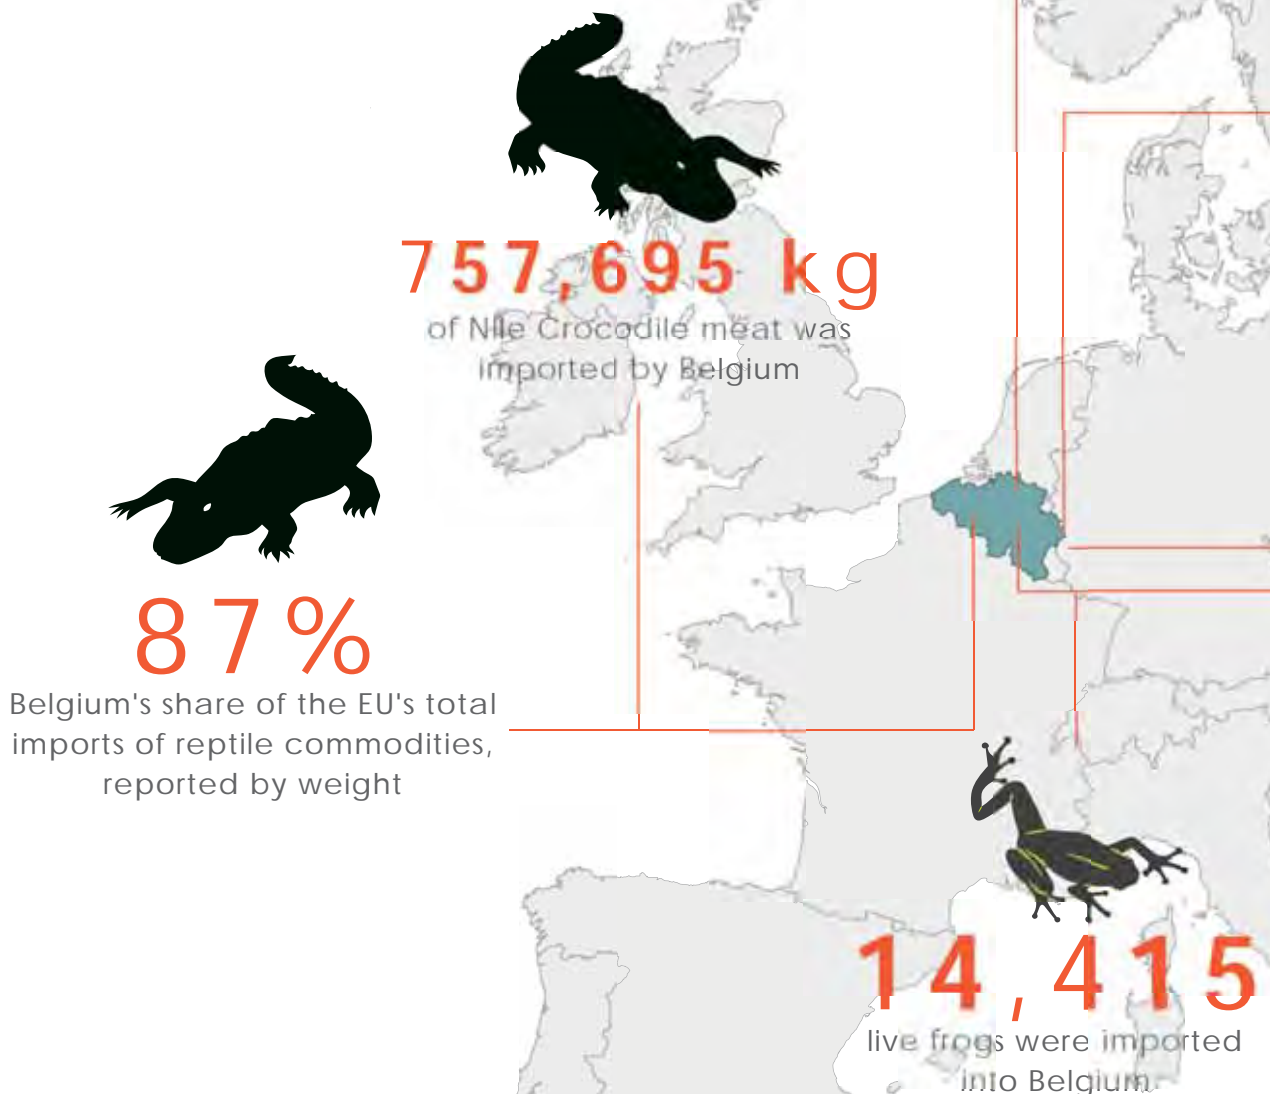 757,695 kg
of Nile Crocodile meat was
imported by Belgium
87%
Belgium's share of the EU's total
imports of reptile commodities,
reported by weight
14,415
live frogs were imported
into Belgium